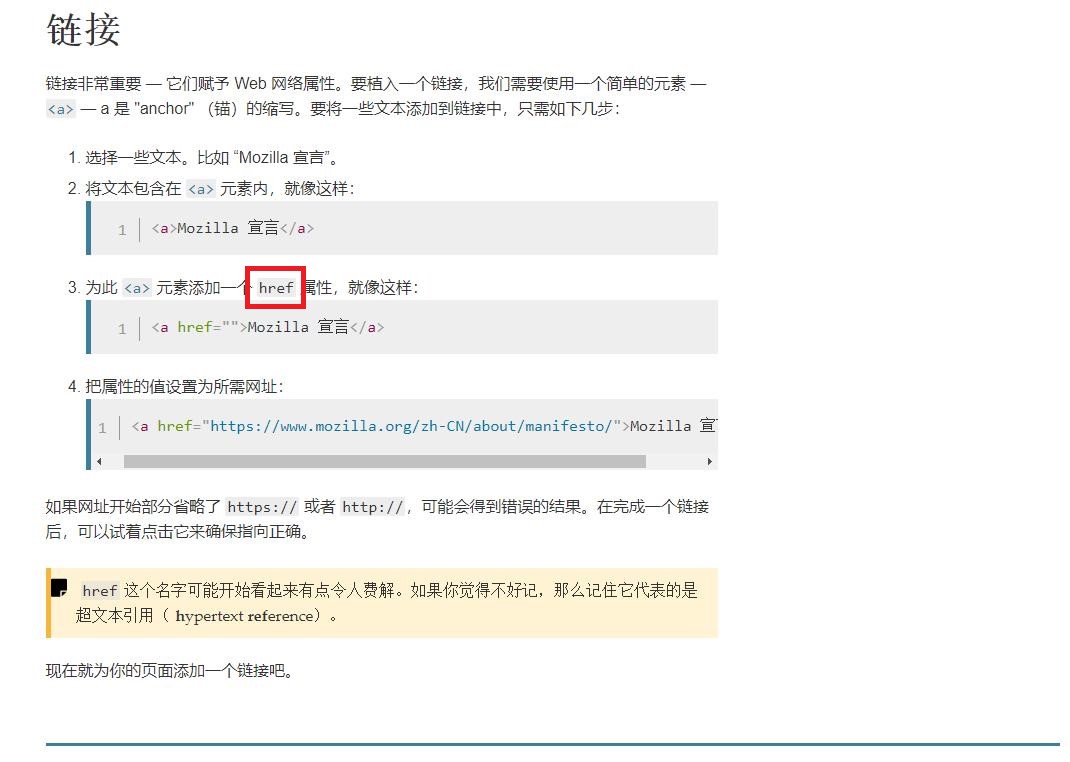 链接
链接非常重要 — 它们赋予 Web 网络属性。要植入一个链接，我们需要使用一个简单的元素 —
<a> — a 是 "anchor" （锚）的缩写。要将一些文本添加到链接中，只需如下几步：
1. 选择一些文本。比如 “Mozilla 宣言”。
2. 将文本包含在 <a> 元素内，就像这样：
1 <a>Mozilla 宣言</a>
3. 为此 <a> 元素添加一个 href 属性，就像这样：
1 <a href="">Mozilla 宣言</a>
4. 把属性的值设置为所需网址：
1 <a href="https://www.mozilla.org/zh-CN/about/manifesto/">Mozilla 宣
如果网址开始部分省略了 https:// 或者 http://，可能会得到错误的结果。在完成一个链接
后，可以试着点击它来确保指向正确。
href 这个名字可能开始看起来有点令人费解。如果你觉得不好记，那么记住它代表的是
超文本引用（ hypertext reference）。
现在就为你的页面添加一个链接吧。